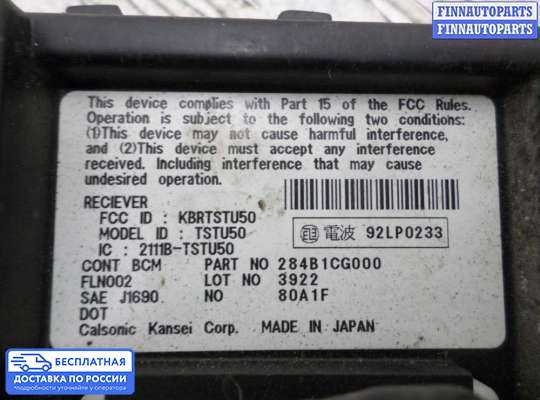 FINNAUTOPARTS
FINNAUTOPARTS
This device complies with Part 15 of the FCC Rules.
Operation is subject to the following two conditions:
(1)This device may not cause harmful interference,
and (2)This device must accept any interference
received. Including interference that may cause
undesired operation.
RECIEVER
FCC ID : KBRTSTU50
MODEL ID : TSTU50
IC : 2111B-TSTU50
電波 92LP0233
CONT BCM PART NO 284B1CG000
FLN002 LOT NO 3922
SAE J1690 NO 80A1F
DOT
Calsonic Kansei Corp. MADE IN JAPAN
БЕСПЛАТНАЯ
ДОСТАВКА ПО РОССИИ
подробности уточняйте у оператора